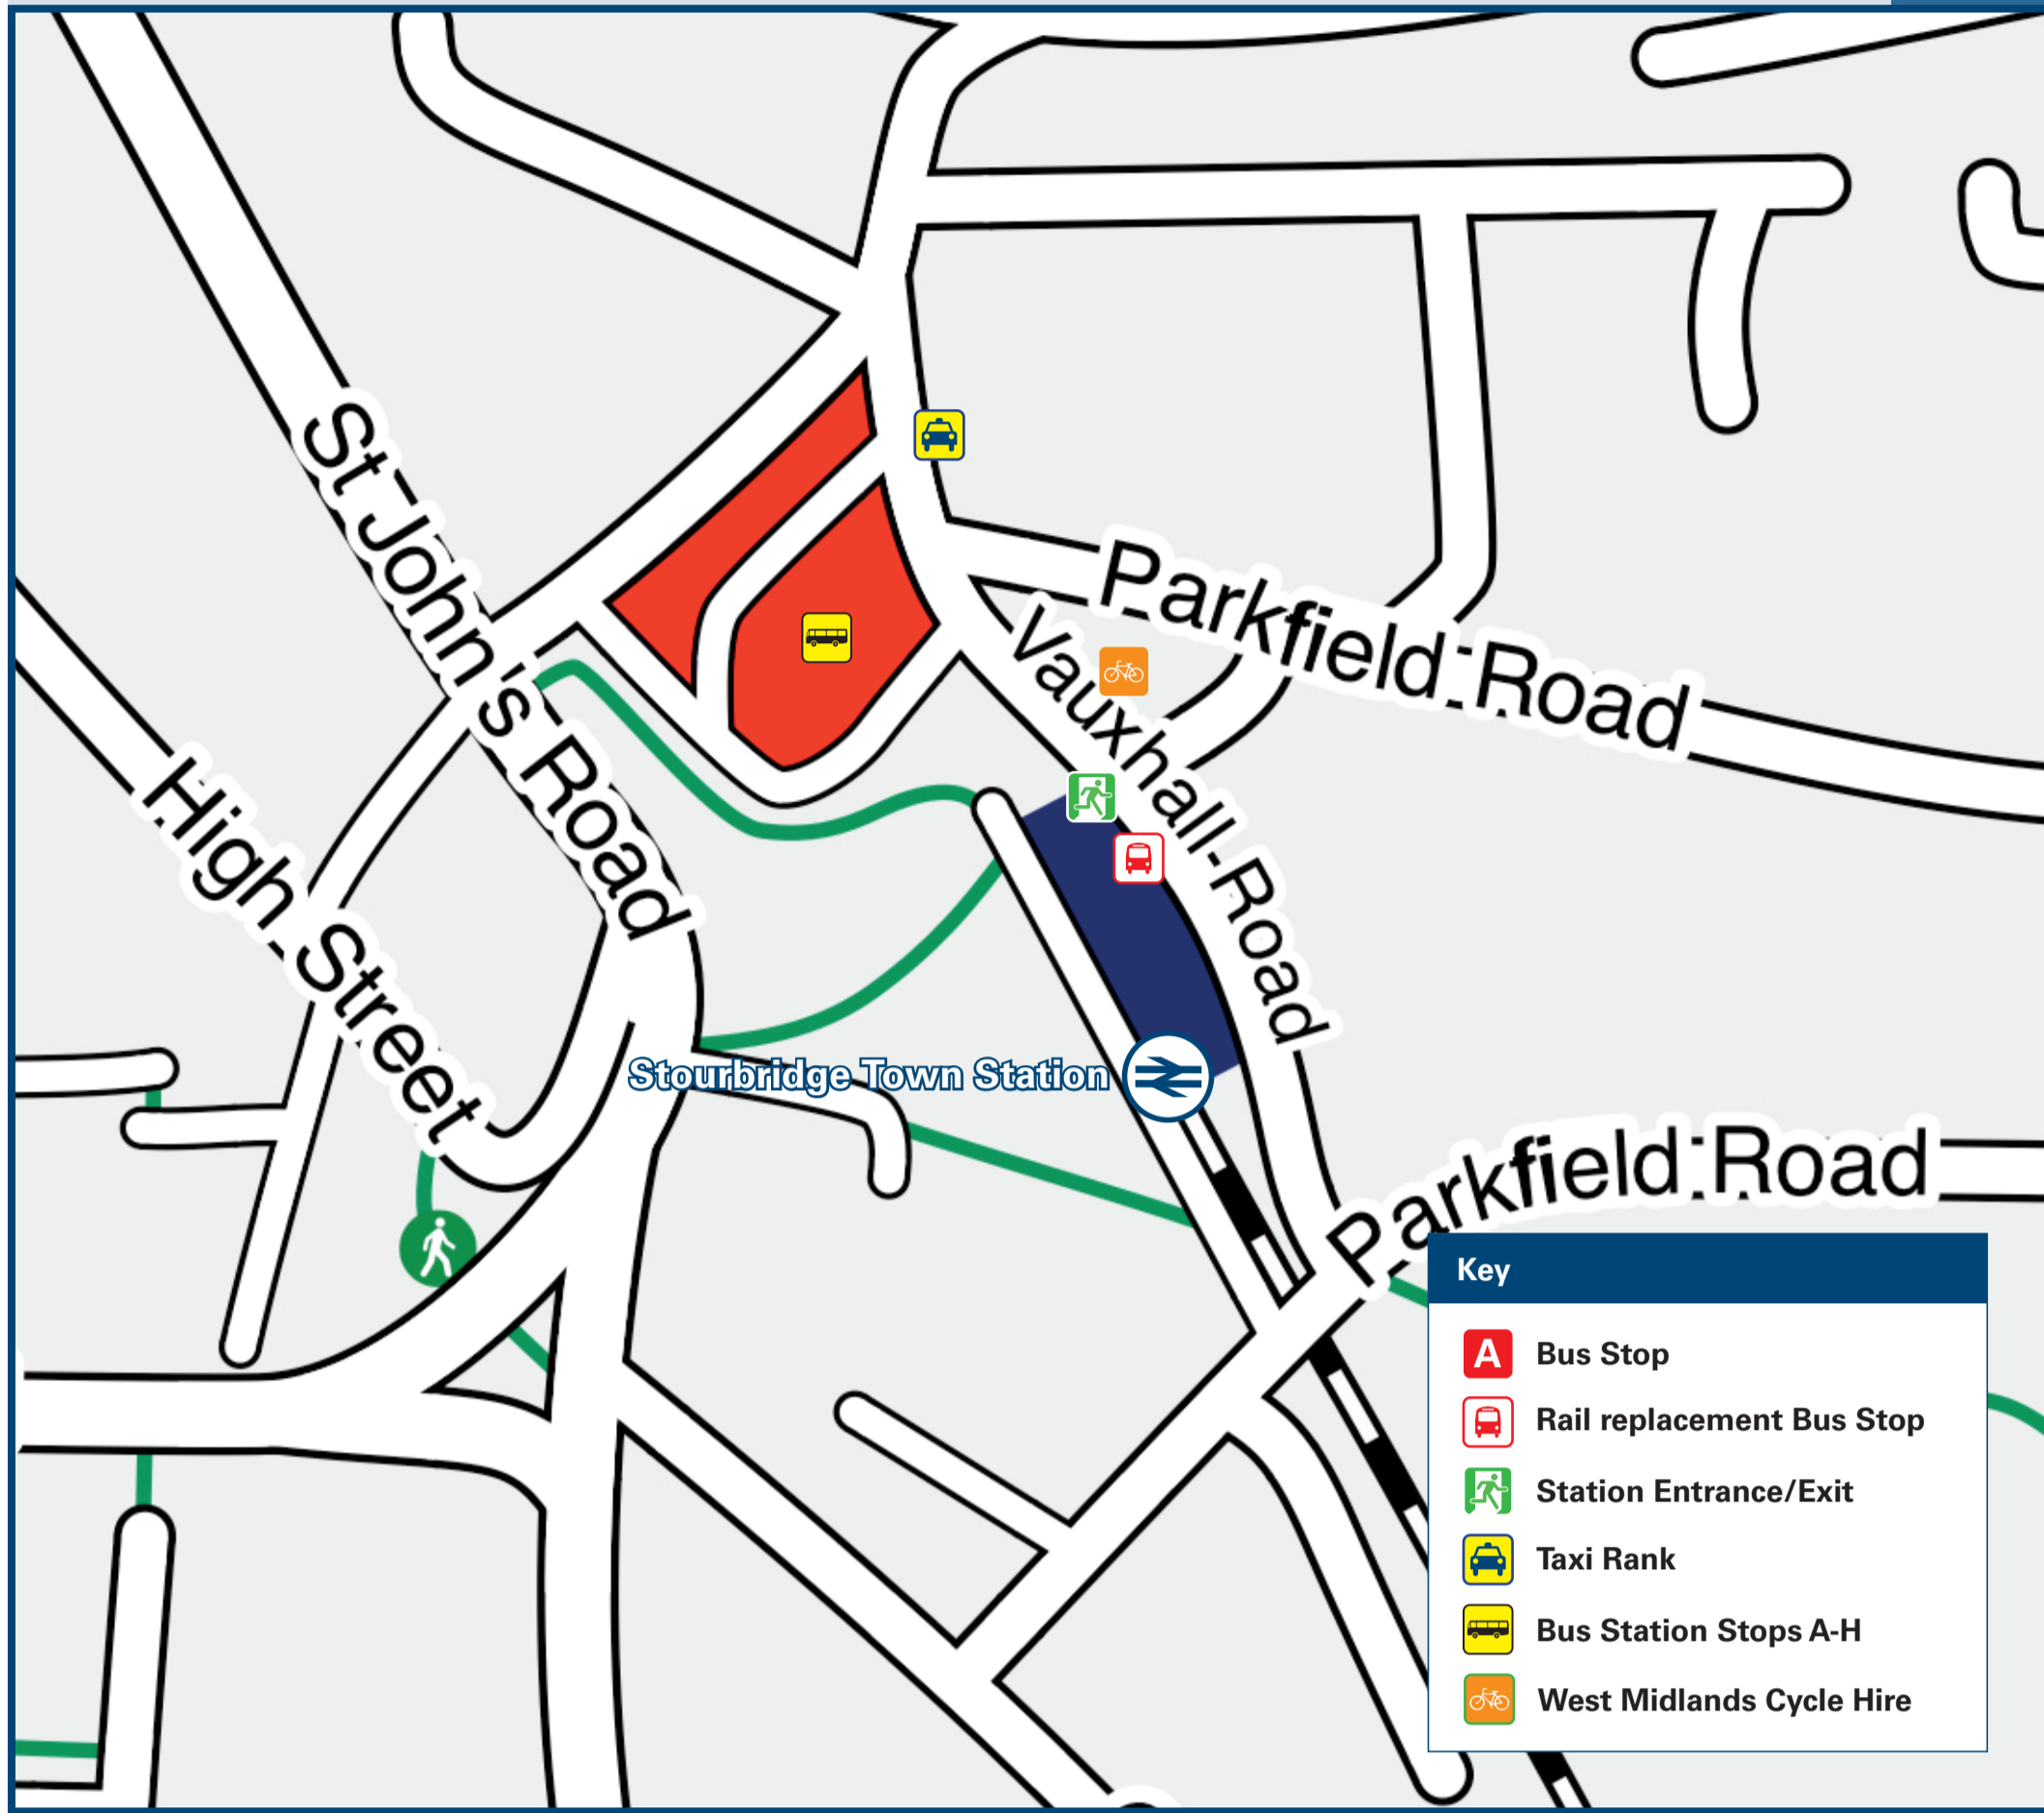 St John's Road
Parkfield Road
Vauxhall Road
High Street
Stourbridge Town Station
Parkfield Road
Key
A Bus Stop
Rail replacement Bus Stop
Station Entrance/Exit
Taxi Rank
Bus Station Stops A-H
West Midlands Cycle Hire